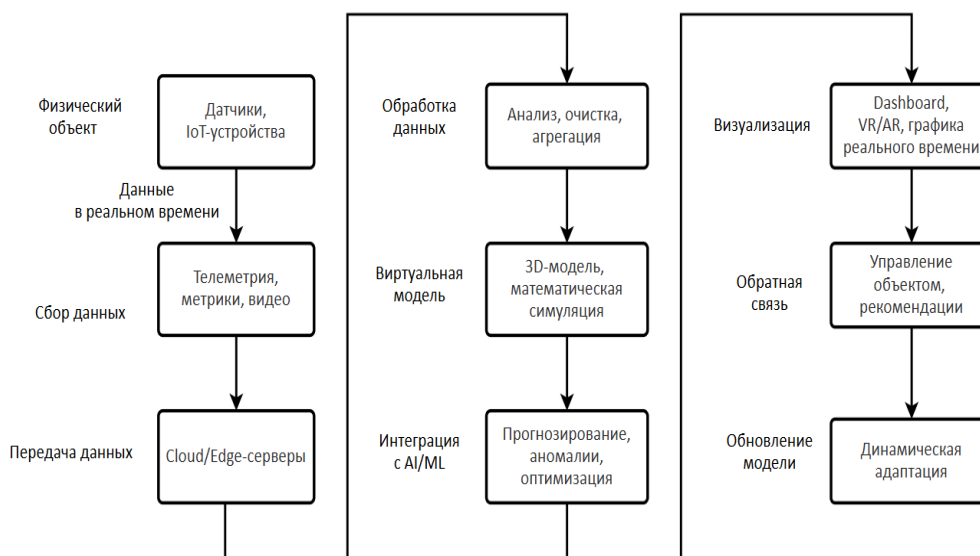 Физический
объект
Датчики,
IoT-устройства
Данные
в реальном времени
Сбор данных
Телеметрия,
метрики, видео
Передача данных
Cloud/Edge-серверы
Обработка
данных
Анализ, очистка,
агрегация
Виртуальная
модель
3D-модель,
математическая
симуляция
Интеграция
с AI/ML
Прогнозирование,
аномалии,
оптимизация
Визуализация
Dashboard,
VR/AR, графика
реального времени
Обратная
связь
Управление
объектом,
рекомендации
Обновление
модели
Динамическая
адаптация